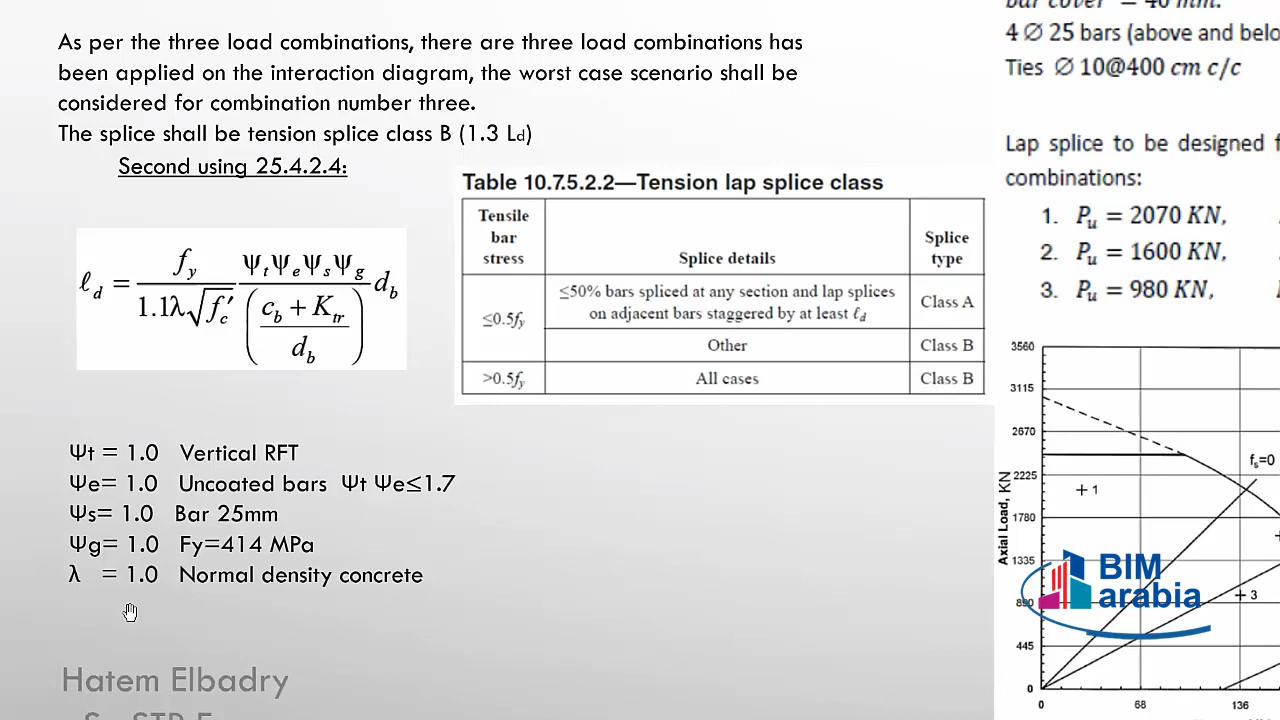 As per the three load combinations, there are three load combinations has
been applied on the interaction diagram, the worst case scenario shall be
considered for combination number three.
The splice shall be tension splice class B (1.3 Ld)
Second using 25.4.2.4:
ℓd = fy / 1.1λ√f′c ΨtΨeΨsΨg / ((cb + Ktr) / db) db
Table 10.7.5.2.2—Tension lap splice class
Tensile bar stress Splice details Splice type
≤0.5fy ≤50% bars spliced at any section and lap splices on adjacent bars staggered by at least ℓd Class A
Other Class B
>0.5fy All cases Class B
Ψt = 1.0 Vertical RFT
Ψe= 1.0 Uncoated bars Ψt Ψe≤1.7
Ψs= 1.0 Bar 25mm
Ψg= 1.0 Fy=414 MPa
λ = 1.0 Normal density concrete
Hatem Elbadry
bar cover = 40 mm.
4 ∅ 25 bars (above and belo
Ties ∅ 10@400 cm c/c
Lap splice to be designed f
combinations:
1. Pu = 2070 KN,
2. Pu = 1600 KN,
3. Pu = 980 KN,
Axial Load, KN
3560
3115
2670
2225
1780
1335
890
445
0
fs=0
+ 1
+ 3
0 68 136
BIM
arabia